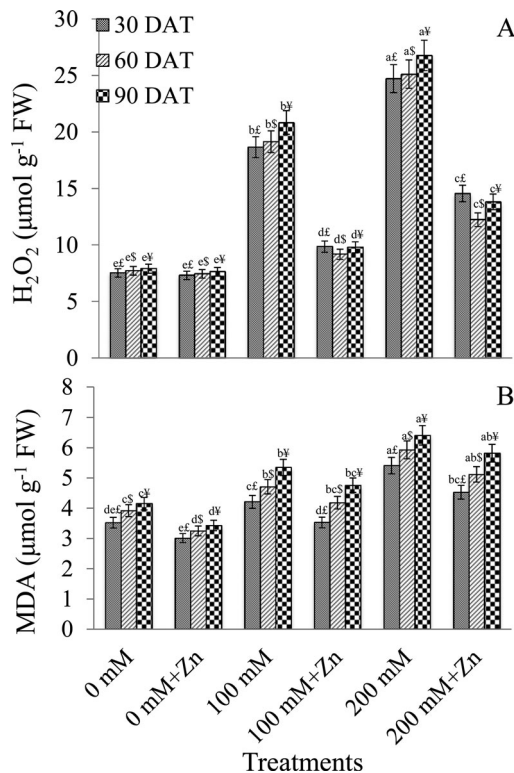 A
30 DAT
60 DAT
90 DAT
H₂O₂ (µmol g⁻¹ FW)
30
25
20
15
10
5
0
e£ e$ e¥
e£ e$ e¥
b£ b$ b¥
d£ d$ d¥
a£ a$ a¥
c£ c$ c¥
B
MDA (µmol g⁻¹ FW)
8
7
6
5
4
3
2
1
0
de£ c$ c¥
e£ d$ d¥
c£ b$ b¥
d£ bc$ bc¥
a£ a$ a¥
bc£ ab$ ab¥
0 mM
0 mM+Zn
100 mM
100 mM+Zn
200 mM
200 mM+Zn
Treatments